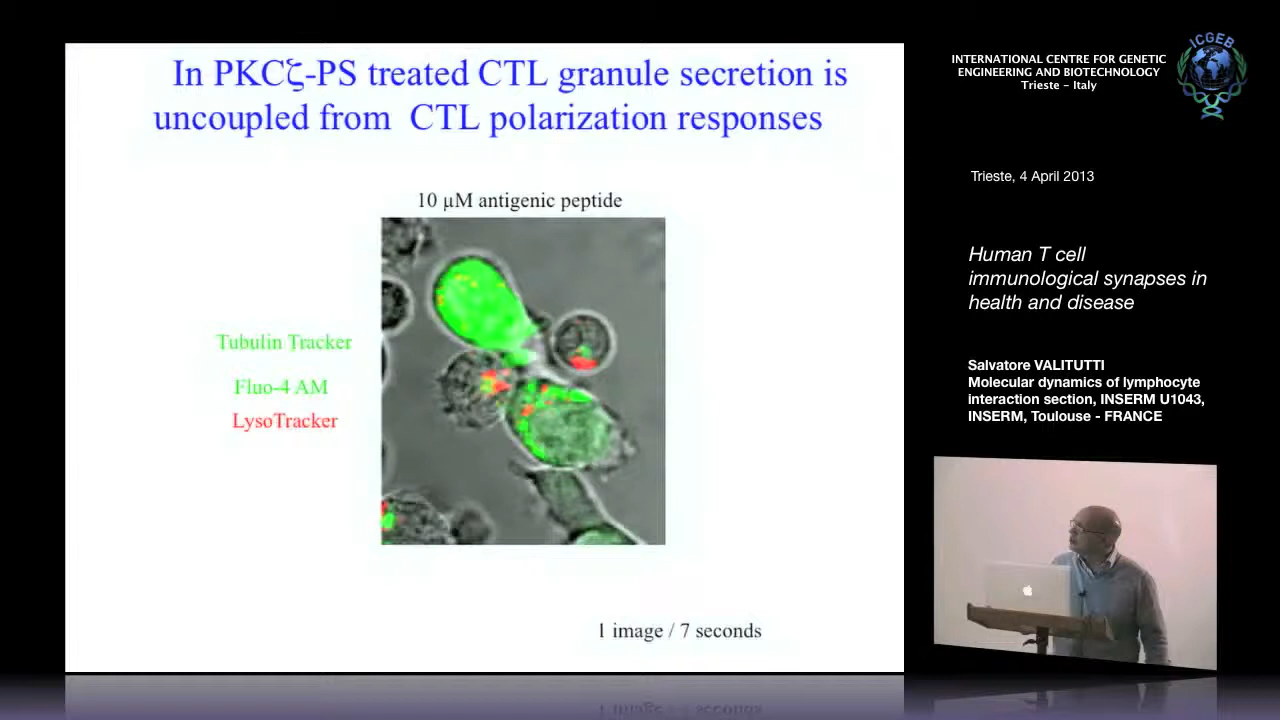 In PKCζ-PS treated CTL granule secretion is
uncoupled from CTL polarization responses
10 µM antigenic peptide
Tubulin Tracker
Fluo-4 AM
LysoTracker
1 image / 7 seconds
INTERNATIONAL CENTRE FOR GENETIC
ENGINEERING AND BIOTECHNOLOGY
Trieste - Italy
ICGEB
Trieste, 4 April 2013
Human T cell
immunological synapses in
health and disease
Salvatore VALITUTTI
Molecular dynamics of lymphocyte
interaction section, INSERM U1043,
INSERM, Toulouse - FRANCE